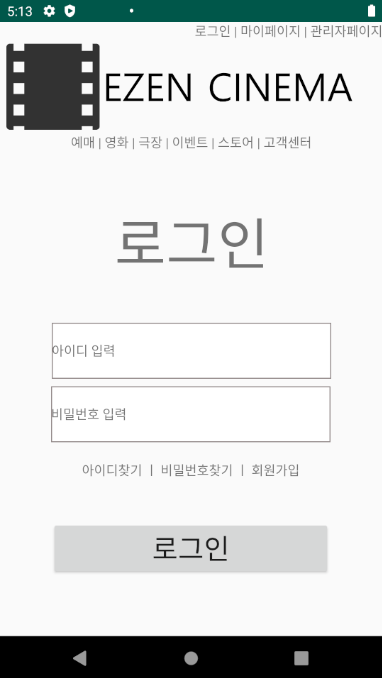 5:13
로그인 | 마이페이지 | 관리자페이지
EZEN CINEMA
예매 | 영화 | 극장 | 이벤트 | 스토어 | 고객센터
로그인
아이디 입력
비밀번호 입력
아이디찾기 | 비밀번호찾기 | 회원가입
로그인